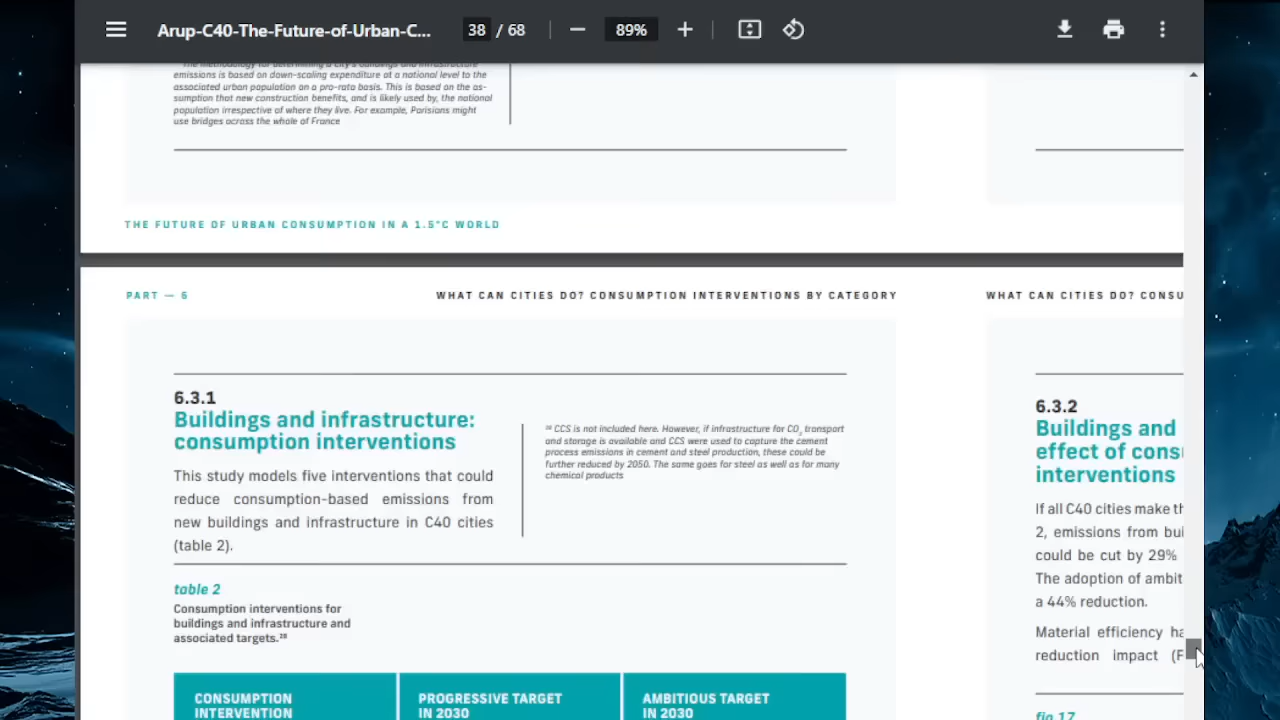 Arup-C40-The-Future-of-Urban-C...
38 / 68
89%
The methodology for determining a city's buildings and infrastructure
emissions is based on down-scaling expenditure at a national level to the
associated urban population on a pro-rata basis. This is based on the as-
sumption that new construction benefits, and is likely used by, the national
population irrespective of where they live. For example, Parisians might
use bridges across the whole of France
THE FUTURE OF URBAN CONSUMPTION IN A 1.5°C WORLD
PART — 6
WHAT CAN CITIES DO? CONSUMPTION INTERVENTIONS BY CATEGORY
6.3.1
Buildings and infrastructure:
consumption interventions
This study models five interventions that could
reduce consumption-based emissions from
new buildings and infrastructure in C40 cities
(table 2).
28 CCS is not included here. However, if infrastructure for CO2 transport
and storage is available and CCS were used to capture the cement
process emissions in cement and steel production, these could be
further reduced by 2050. The same goes for steel as well as for many
chemical products
table 2
Consumption interventions for
buildings and infrastructure and
associated targets.28
CONSUMPTION
INTERVENTION
PROGRESSIVE TARGET
IN 2030
AMBITIOUS TARGET
IN 2030
WHAT CAN CITIES DO? CONSU
6.3.2
Buildings and
effect of cons
interventions
If all C40 cities make th
2, emissions from bui
could be cut by 29%
The adoption of ambit
a 44% reduction.
Material efficiency ha
reduction impact (F
fig 17